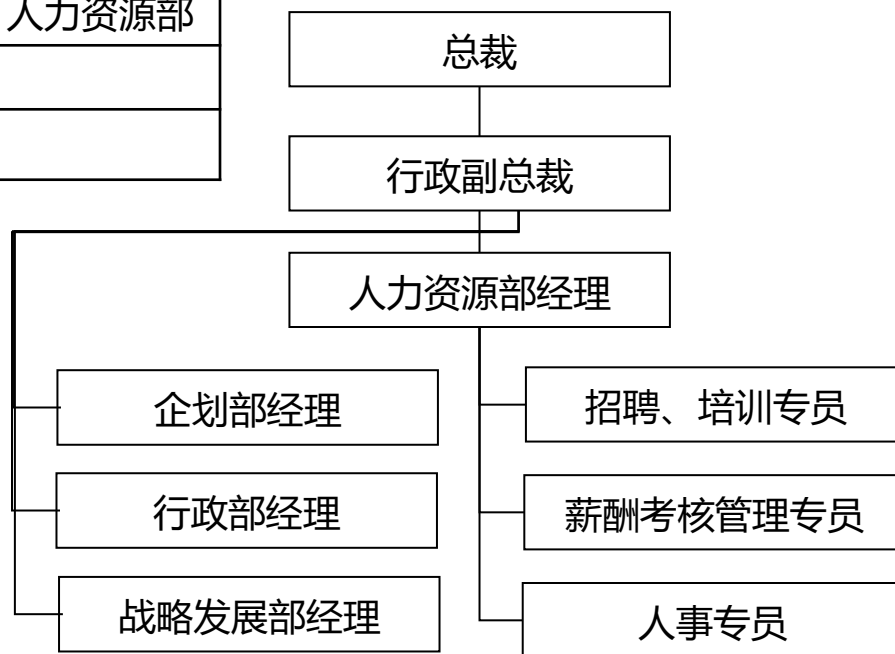 人力资源部
总裁
行政副总裁
人力资源部经理
企划部经理
招聘、培训专员
行政部经理
薪酬考核管理专员
战略发展部经理
人事专员